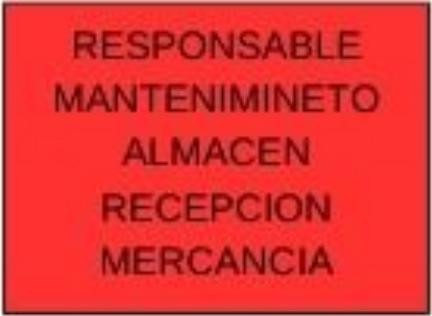 RESPONSABLE
MANTENIMINETO
ALMACEN
RECEPCION
MERCANCIA